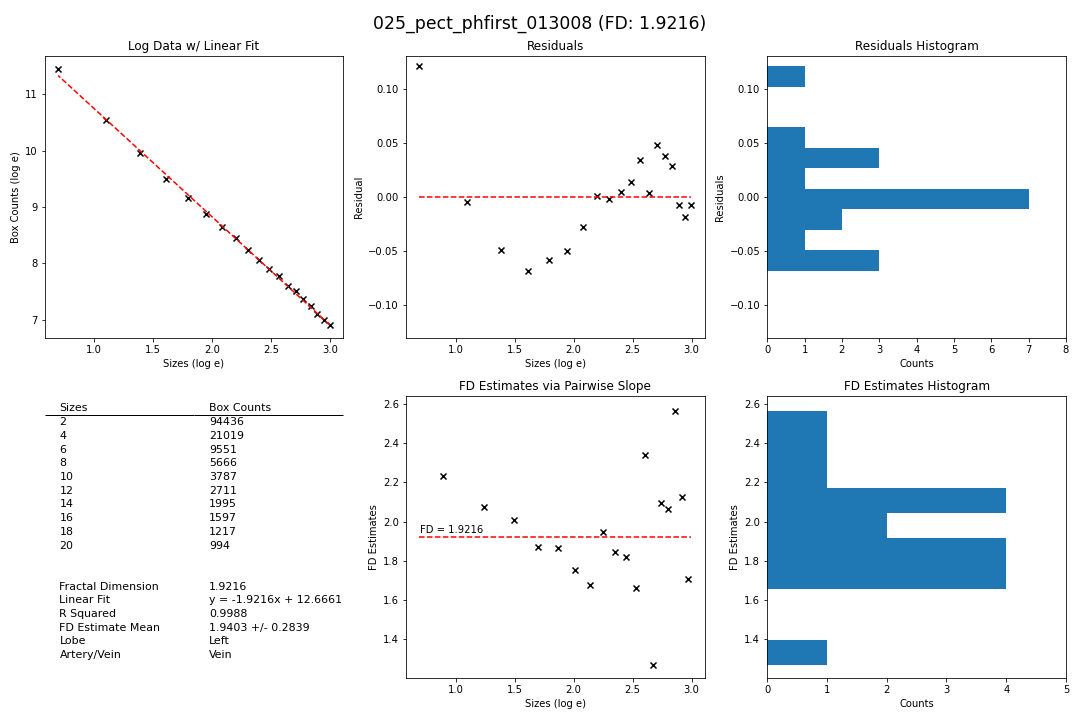 025_pect_phfirst_013008 (FD: 1.9216)
Log Data w/ Linear Fit
Box Counts (log e)
11
10
9
8
7
1.0 1.5 2.0 2.5 3.0
Sizes (log e)
Residuals
Residual
0.10
0.05
0.00
−0.05
−0.10
1.0 1.5 2.0 2.5 3.0
Sizes (log e)
Residuals Histogram
Residuals
0.10
0.05
0.00
−0.05
−0.10
0 1 2 3 4 5 6 7 8
Counts
Sizes Box Counts
2 94436
4 21019
6 9551
8 5666
10 3787
12 2711
14 1995
16 1597
18 1217
20 994
Fractal Dimension 1.9216
Linear Fit y = -1.9216x + 12.6661
R Squared 0.9988
FD Estimate Mean 1.9403 +/- 0.2839
Lobe Left
Artery/Vein Vein
FD Estimates via Pairwise Slope
FD Estimates
2.6
2.4
2.2
2.0
1.8
1.6
1.4
FD = 1.9216
1.0 1.5 2.0 2.5 3.0
Sizes (log e)
FD Estimates Histogram
FD Estimates
2.6
2.4
2.2
2.0
1.8
1.6
1.4
0 1 2 3 4 5
Counts